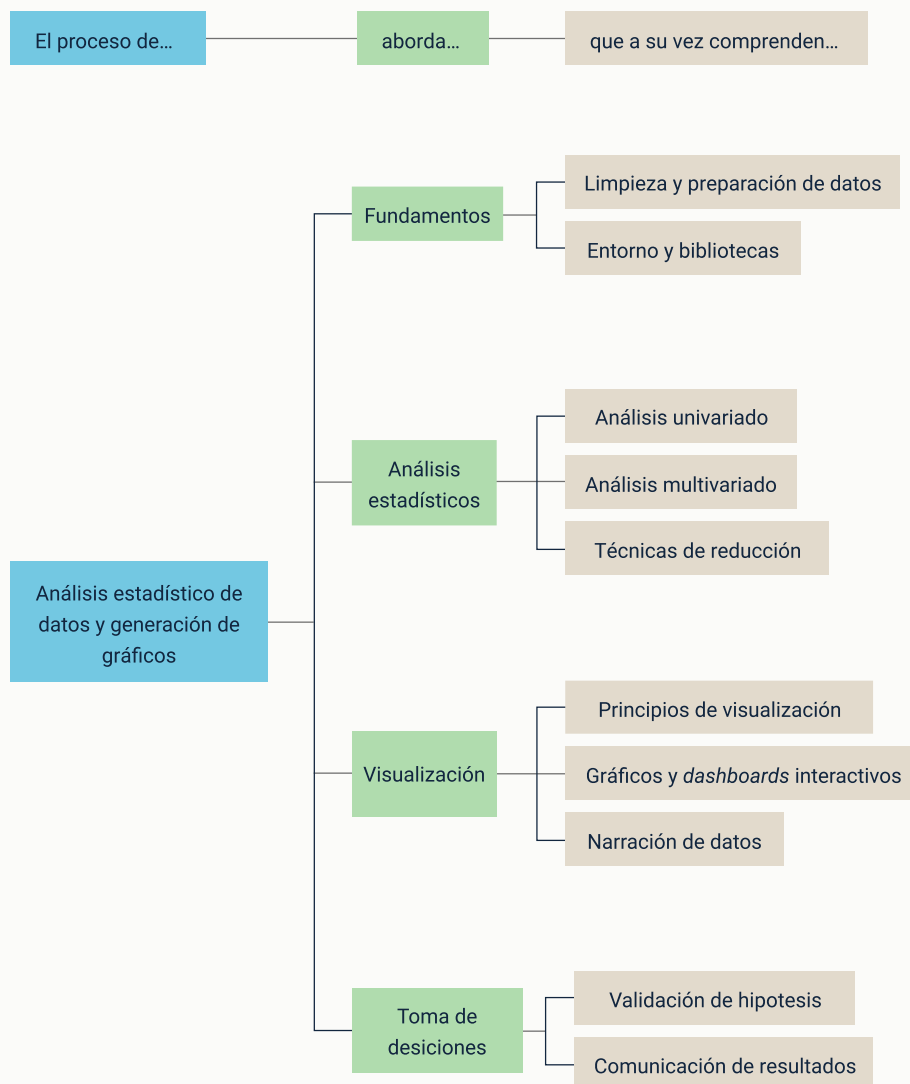 El proceso de…
aborda…
que a su vez comprenden…
Fundamentos
Limpieza y preparación de datos
Entorno y bibliotecas
Análisis
estadísticos
Análisis univariado
Análisis multivariado
Técnicas de reducción
Análisis estadístico de
datos y generación de
gráficos
Visualización
Principios de visualización
Gráficos y dashboards interactivos
Narración de datos
Toma de
desiciones
Validación de hipotesis
Comunicación de resultados